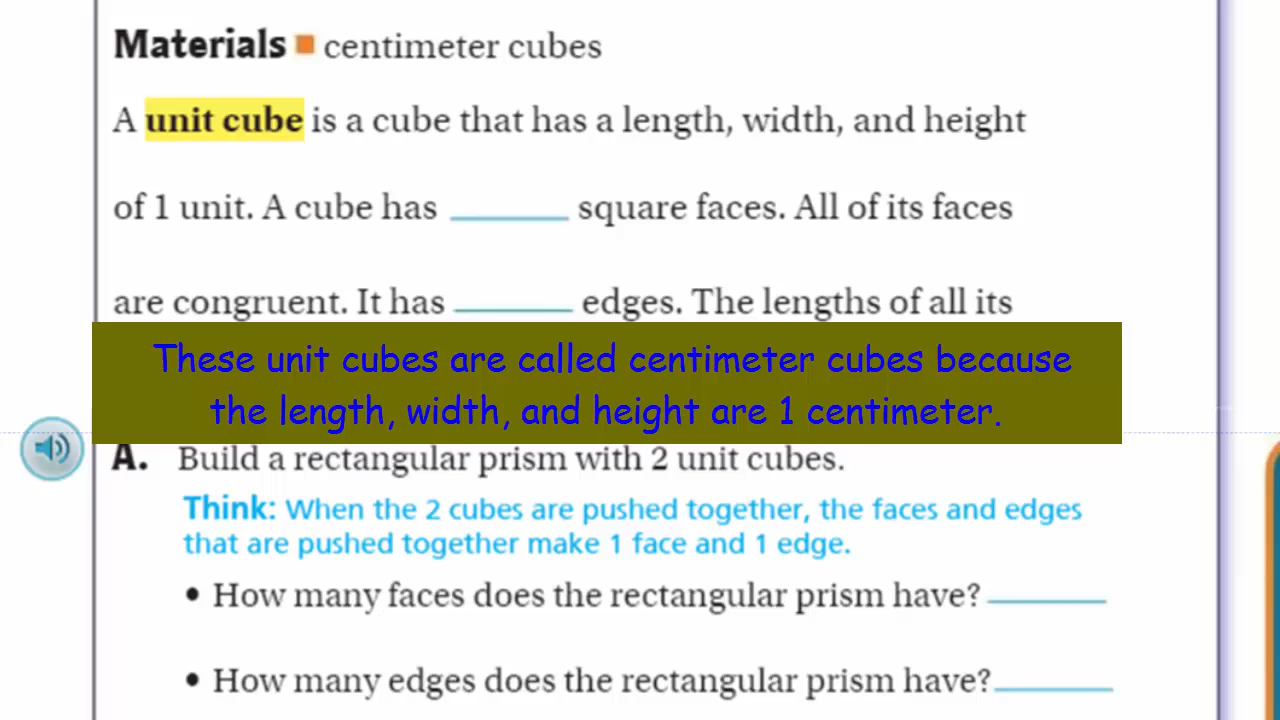 Materials ■ centimeter cubes
A unit cube is a cube that has a length, width, and height
of 1 unit. A cube has ______ square faces. All of its faces
are congruent. It has ______ edges. The lengths of all its
These unit cubes are called centimeter cubes because
the length, width, and height are 1 centimeter.
A. Build a rectangular prism with 2 unit cubes.
Think: When the 2 cubes are pushed together, the faces and edges
that are pushed together make 1 face and 1 edge.
• How many faces does the rectangular prism have? ______
• How many edges does the rectangular prism have? ______